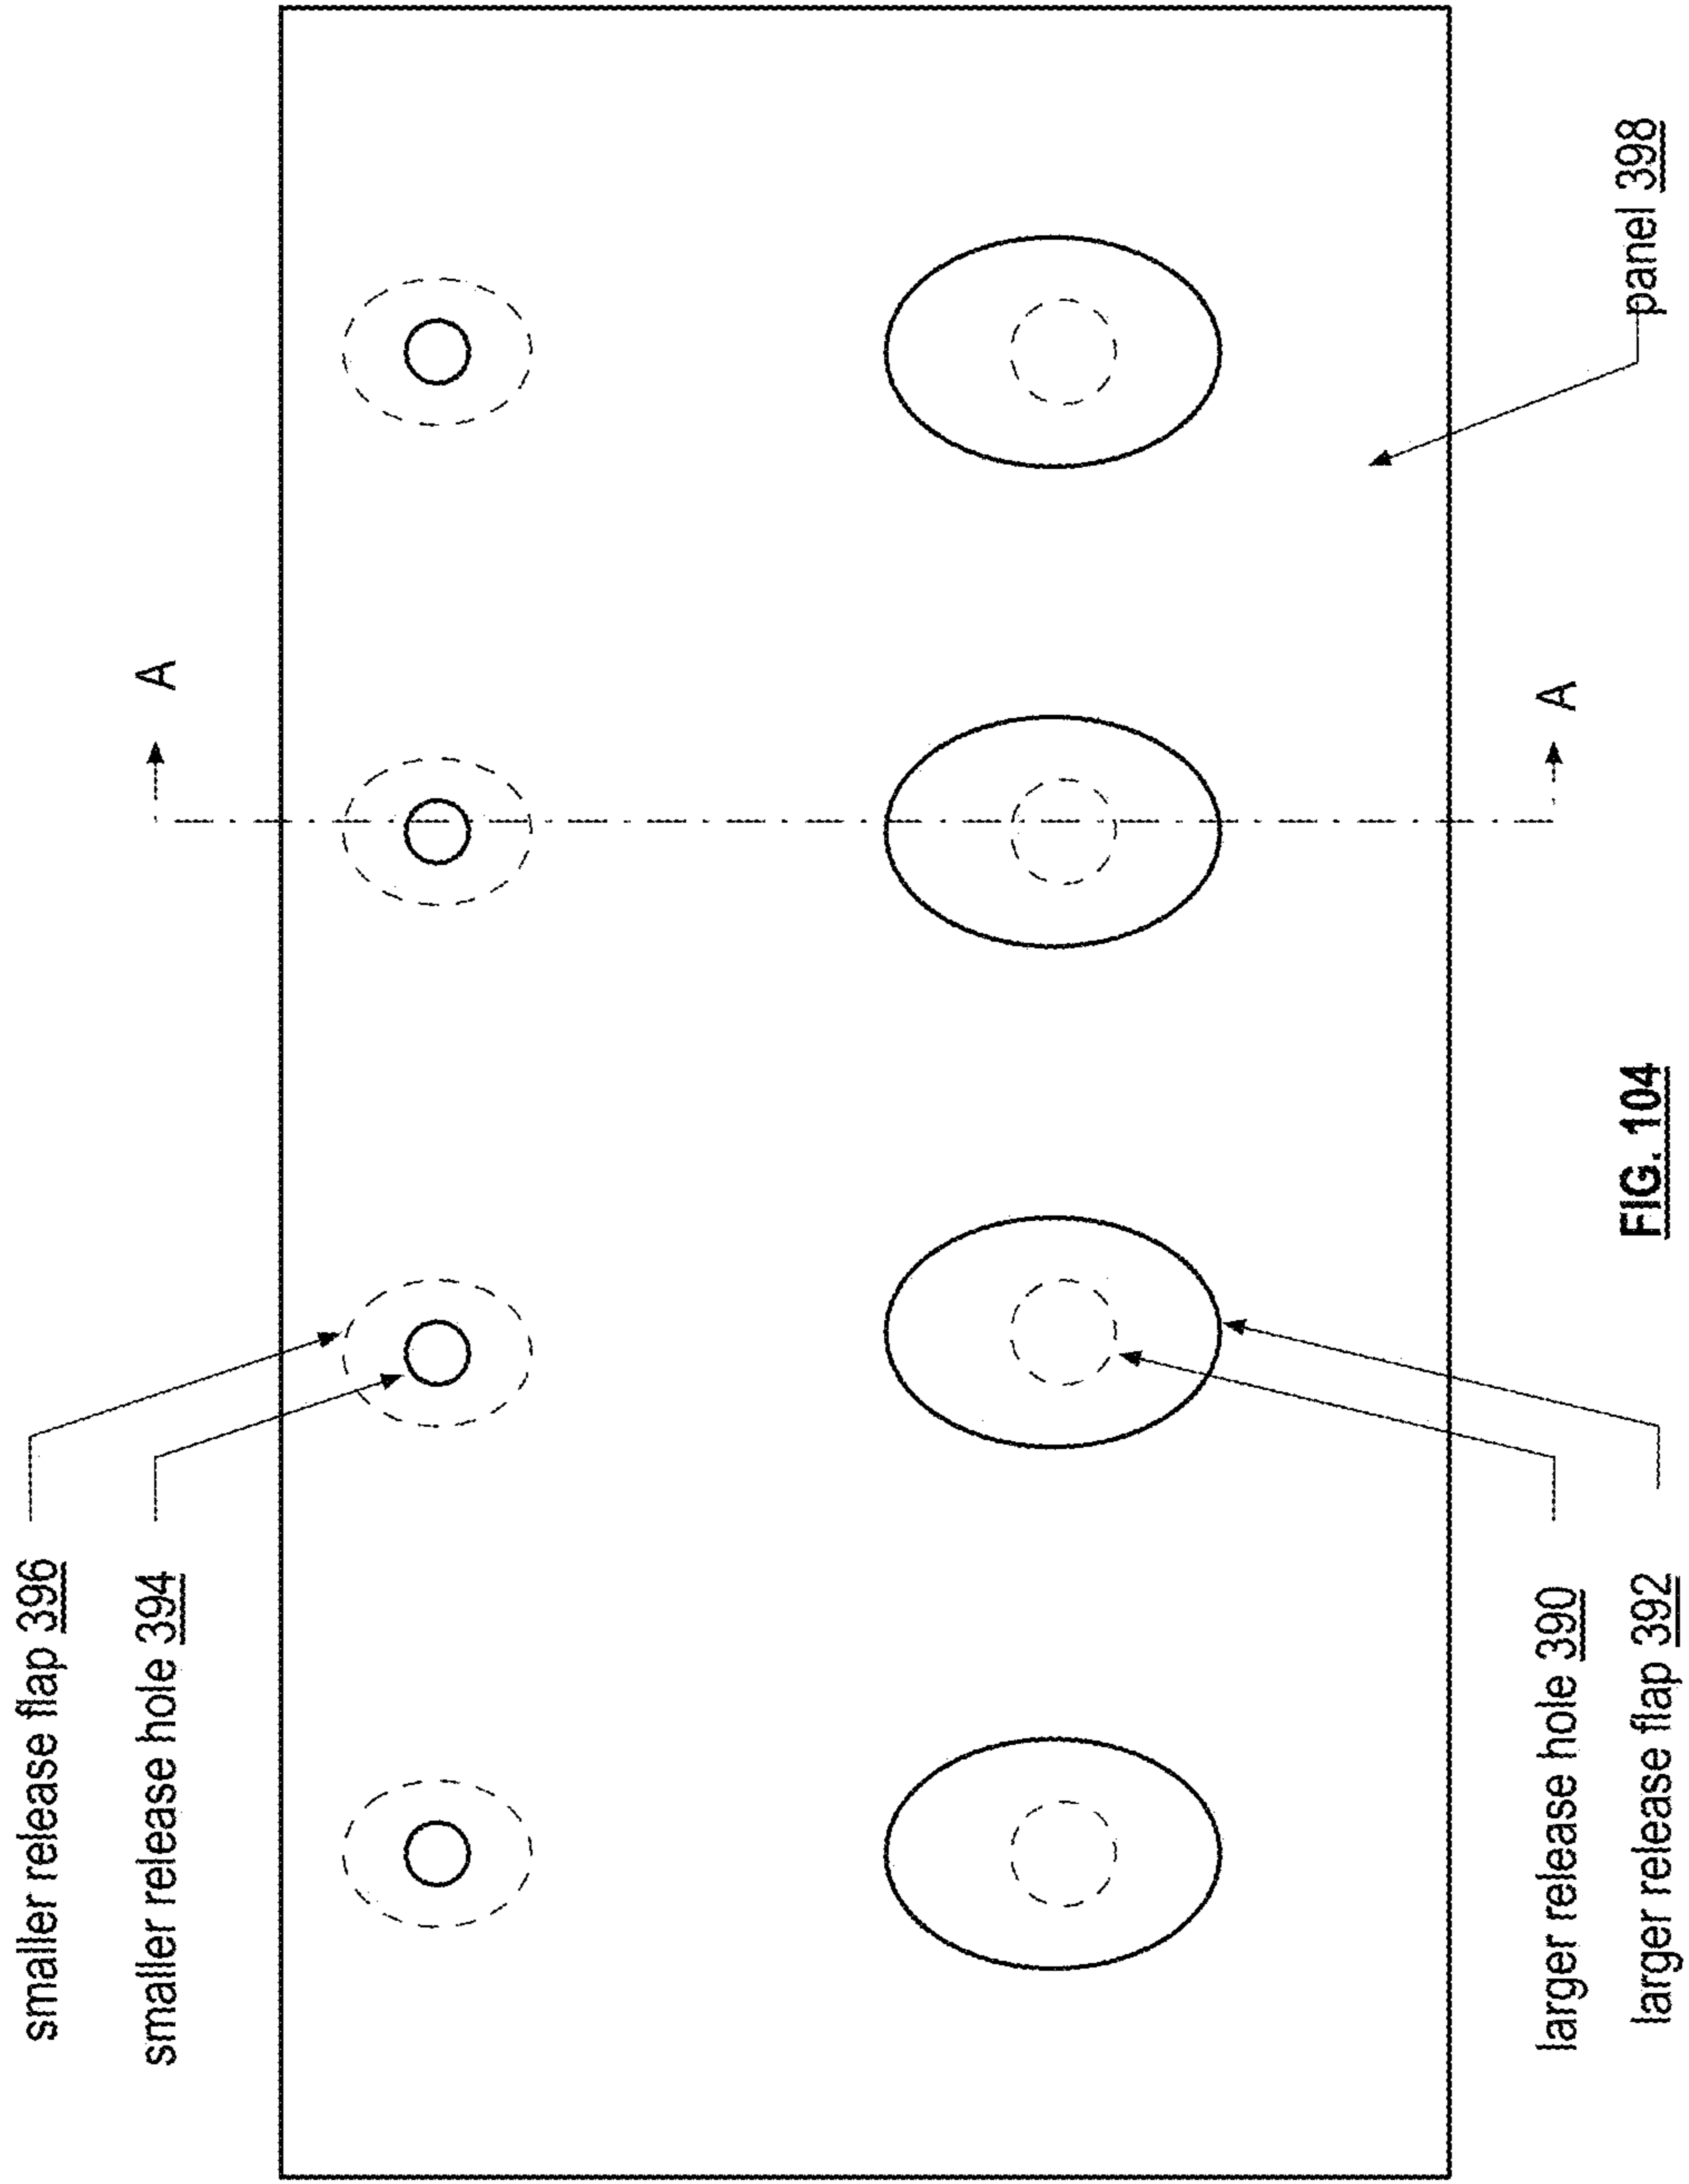 smaller release flap 396
smaller release hole 394
A
A
larger release hole 390
larger release flap 392
panel 398
FIG. 104